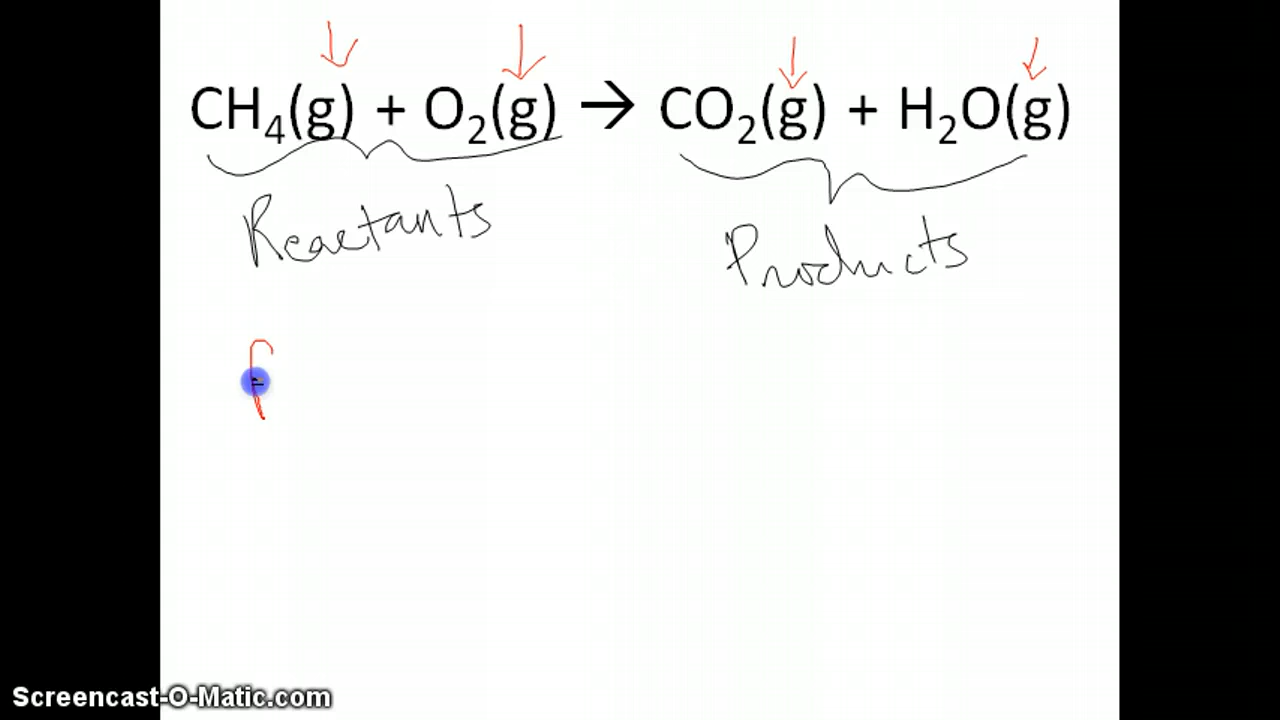 CH₄(g) + O₂(g) → CO₂(g) + H₂O(g)
Reactants Products
Screencast-O-Matic.com